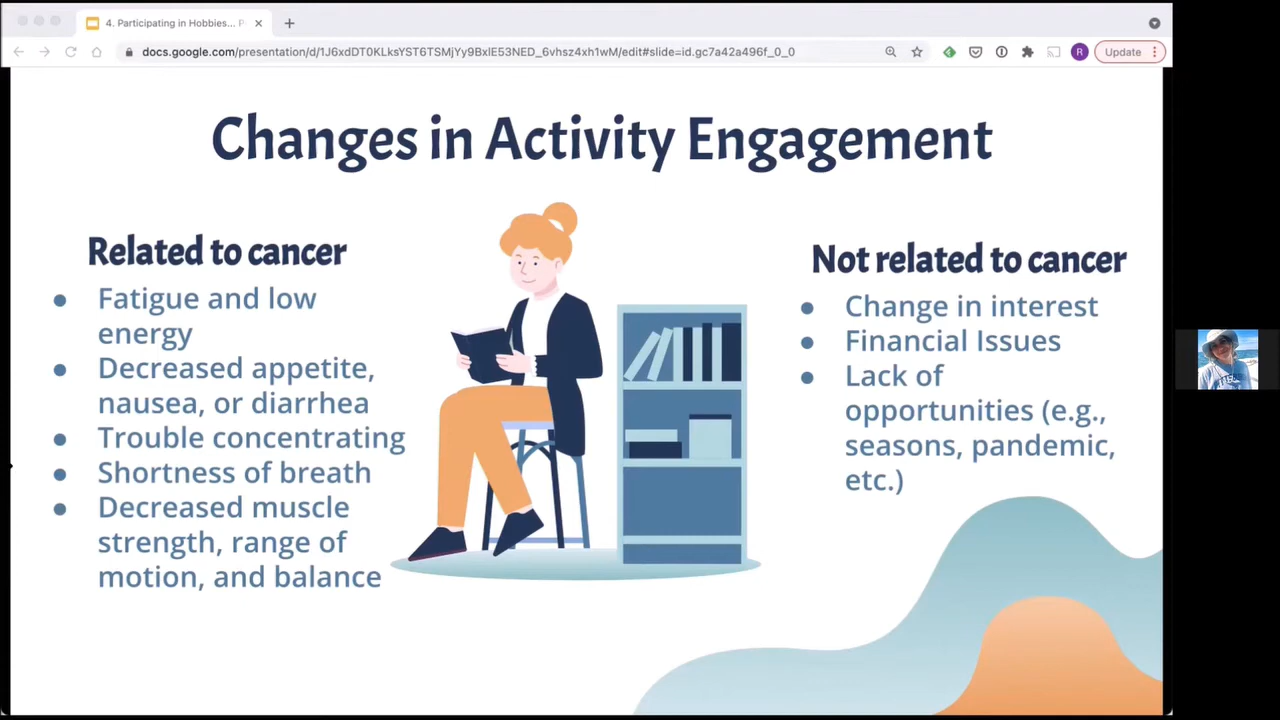 4. Participating in Hobbies... P
docs.google.com/presentation/d/1J6xdDT0KLksYST6TSMjYy9BxIE53NED_6vhsz4xh1wM/edit#slide=id.gc7a42a496f_0_0
R
Update
Changes in Activity Engagement
Related to cancer
Fatigue and low
energy
Decreased appetite,
nausea, or diarrhea
Trouble concentrating
Shortness of breath
Decreased muscle
strength, range of
motion, and balance
Not related to cancer
Change in interest
Financial Issues
Lack of
opportunities (e.g.,
seasons, pandemic,
etc.)